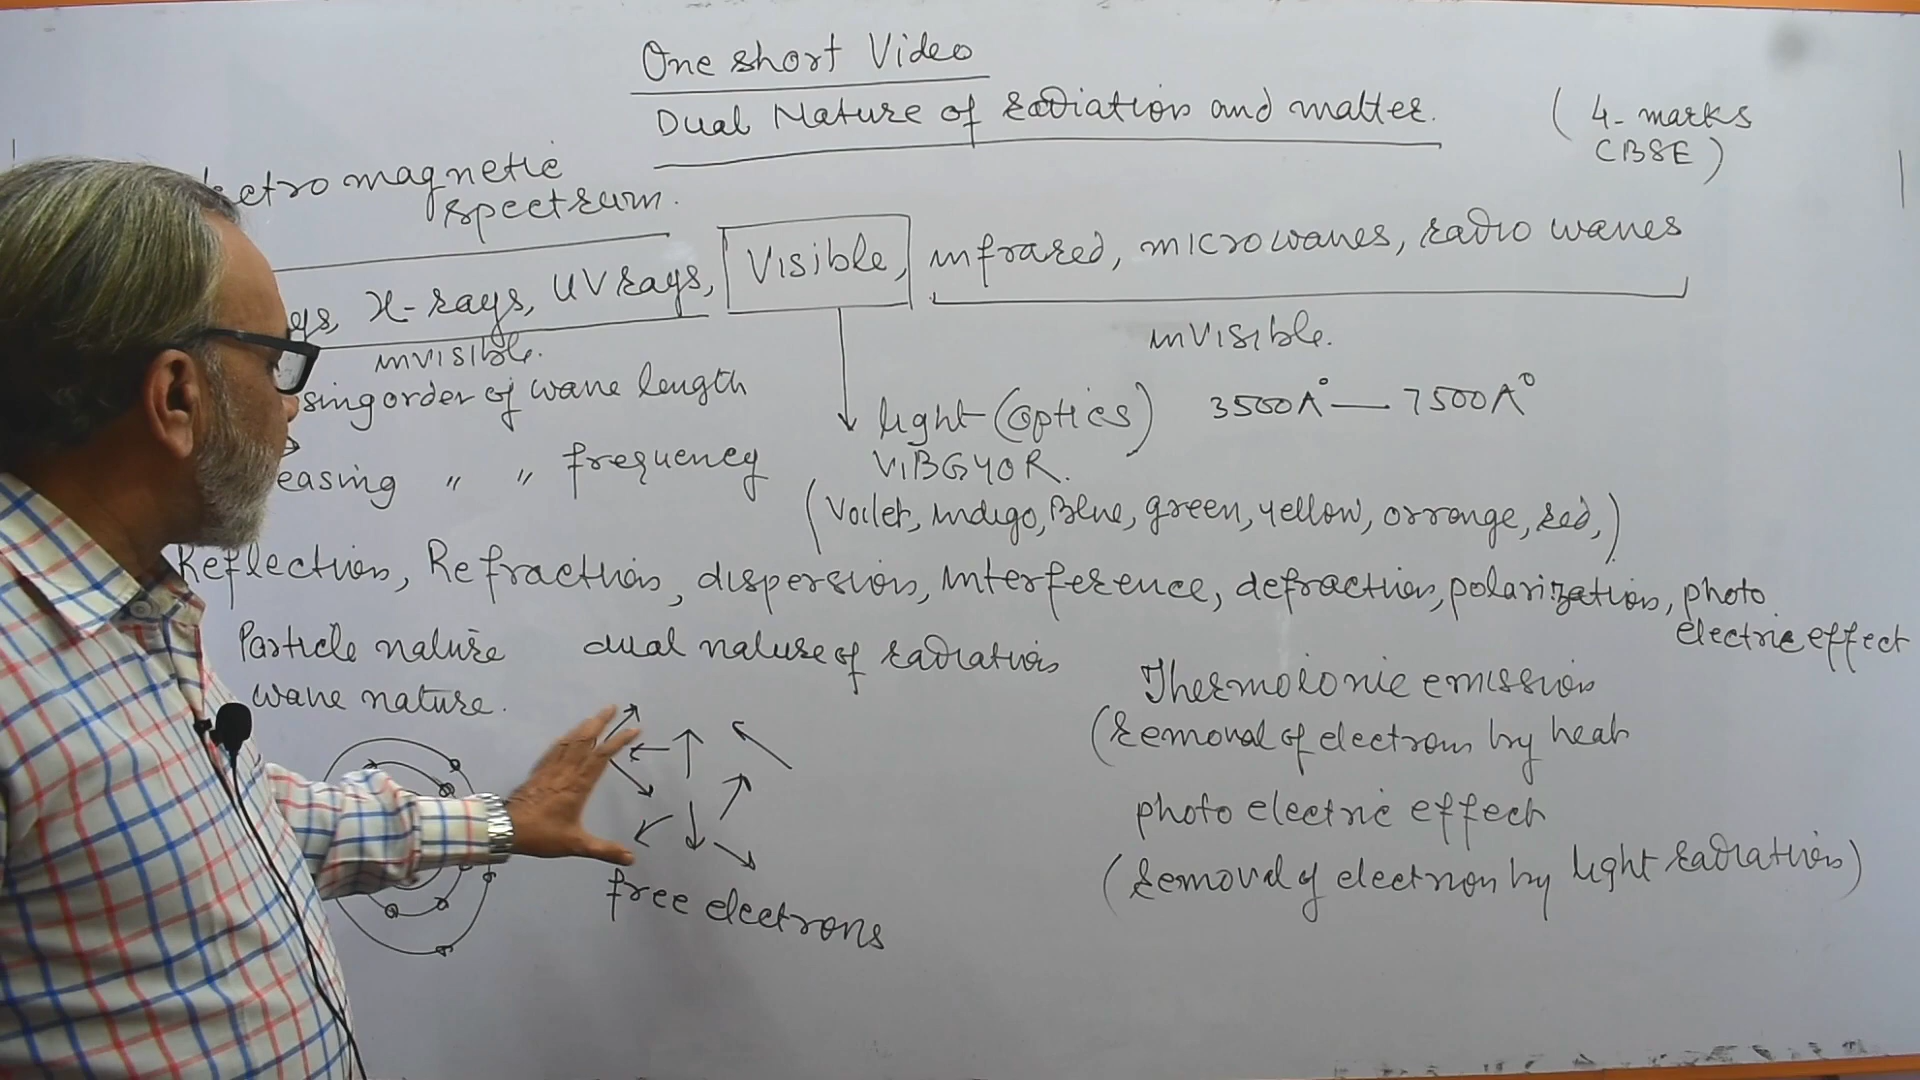 One short Video
Dual Nature of radiation and matter.
( 4- marks
CBSE )
ectromagnetic
spectrum.
ys, X-rays, UV rays, Visible, infrared, microwaves, radio waves
invisible.
invisible.
sing order of wave length
light (optics) 3500A° — 7500A°
easing " " frequency
VIBGYOR.
(Voilet, indigo, Blue, green, yellow, orrange, red,)
Reflection, Refraction, dispersion, interference, defraction, polarization, photo
electric effect
Particle nature
dual nature of radiation
wave nature.
Thermoionic emission
(removal of electrons by heat
photo electric effect
(removal of electron by light radiation)
free electrons